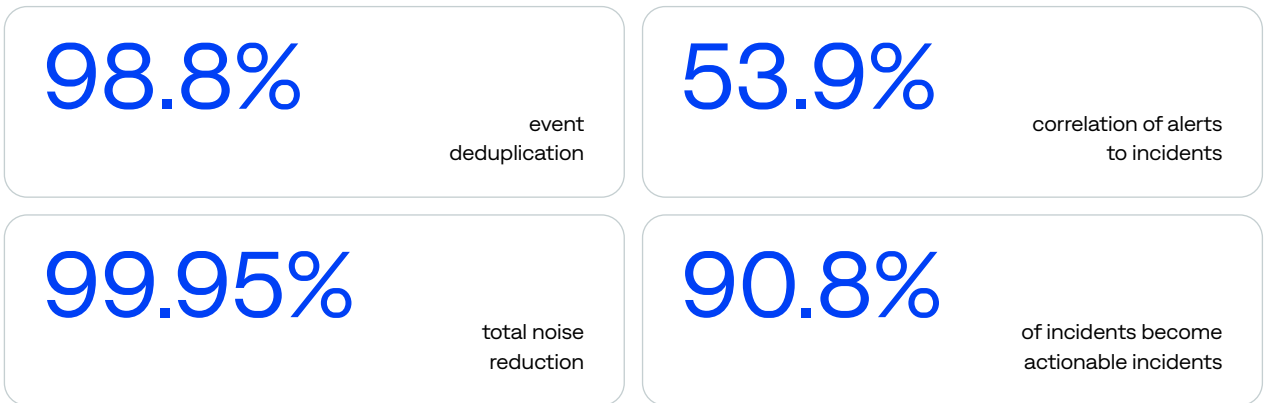 98.8%
event
deduplication
53.9%
correlation of alerts
to incidents
99.95%
total noise
reduction
90.8%
of incidents become
actionable incidents